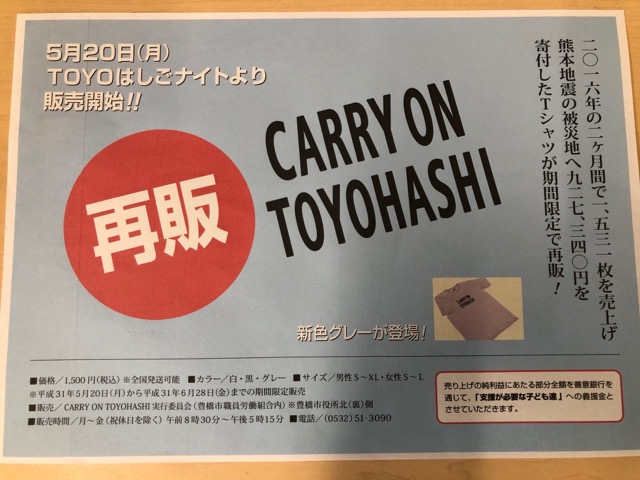 5月20日(月)
TOYOはしごナイトより
販売開始!!
再販
CARRY ON
TOYOHASHI
二〇一六年の二ヶ月間で一、五三一枚を売上げ
熊本地震の被災地へ九二七、三四〇円を
寄付したTシャツが期間限定で再販！
CARRY ON
TOYOHASHI
新色グレーが登場！
■価格／1,500円(税込)※全国発送可能 ■カラー／白・黒・グレー ■サイズ／男性S～XL・女性S～L
※平成31年5月20日(月)から平成31年6月28日(金)までの期間限定販売
■販売／CARRY ON TOYOHASHI 実行委員会(豊橋市職員労働組合内)※豊橋市役所北(裏)側
■販売時間／月～金(祝休日を除く) 午前8時30分～午後5時15分 ■電話／(0532)51-3090
売り上げの純利益にあたる部分全額を善意銀行を
通じて、「支援が必要な子ども達」への義援金と
させていただきます。